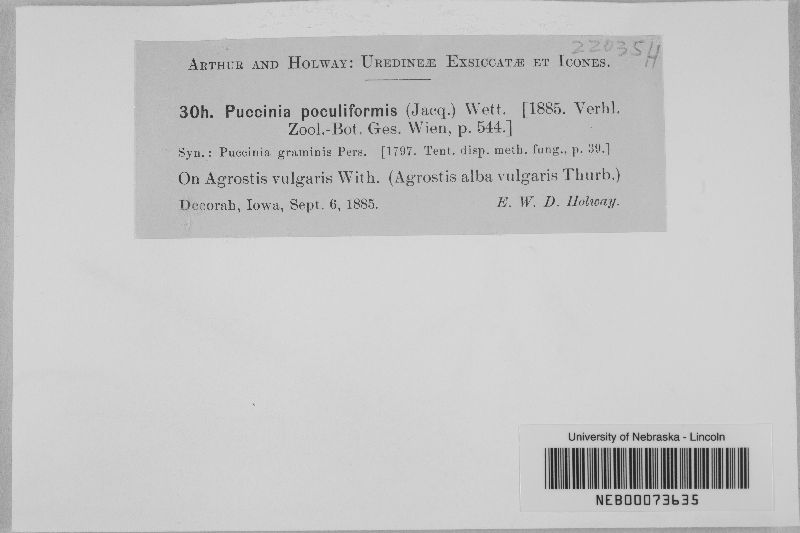 220354
ARTHUR AND HOLWAY: UREDINEÆ EXSICCATÆ ET ICONES.
30h. Puccinia poculiformis (Jacq.) Wett. [1885. Verhl.
Zool.-Bot. Ges. Wien, p. 544.]
Syn.: Puccinia graminis Pers. [1797. Tent. disp. meth. fung., p. 39.]
On Agrostis vulgaris With. (Agrostis alba vulgaris Thurb.)
Decorah, Iowa, Sept. 6, 1885. E. W. D. Holway.
University of Nebraska - Lincoln
NEB00073635